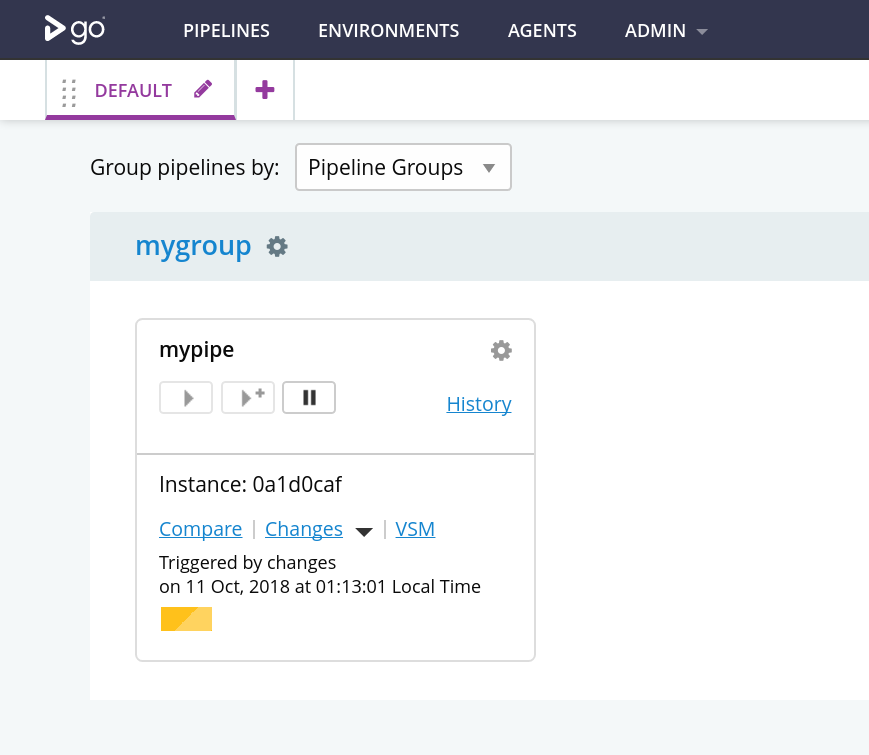 go
PIPELINES ENVIRONMENTS AGENTS ADMIN
DEFAULT
Group pipelines by: Pipeline Groups
mygroup
mypipe
History
Instance: 0a1d0caf
Compare | Changes | VSM
Triggered by changes
on 11 Oct, 2018 at 01:13:01 Local Time